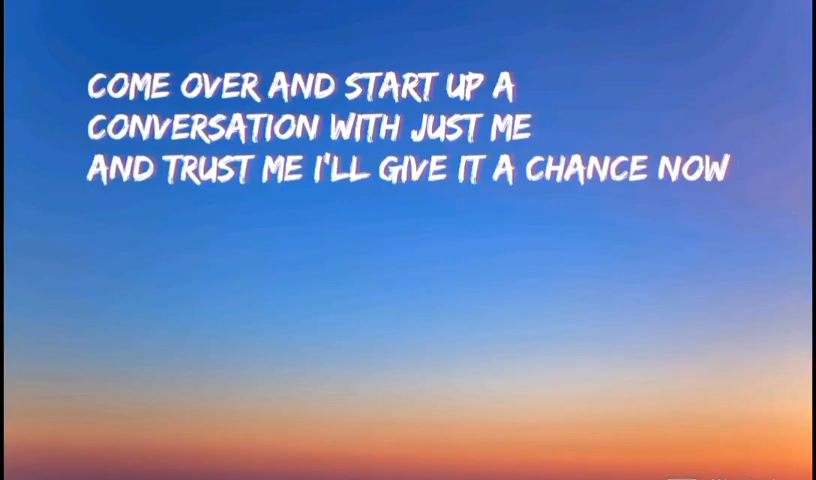 COME OVER AND START UP A
CONVERSATION WITH JUST ME
AND TRUST ME I'LL GIVE IT A CHANCE NOW